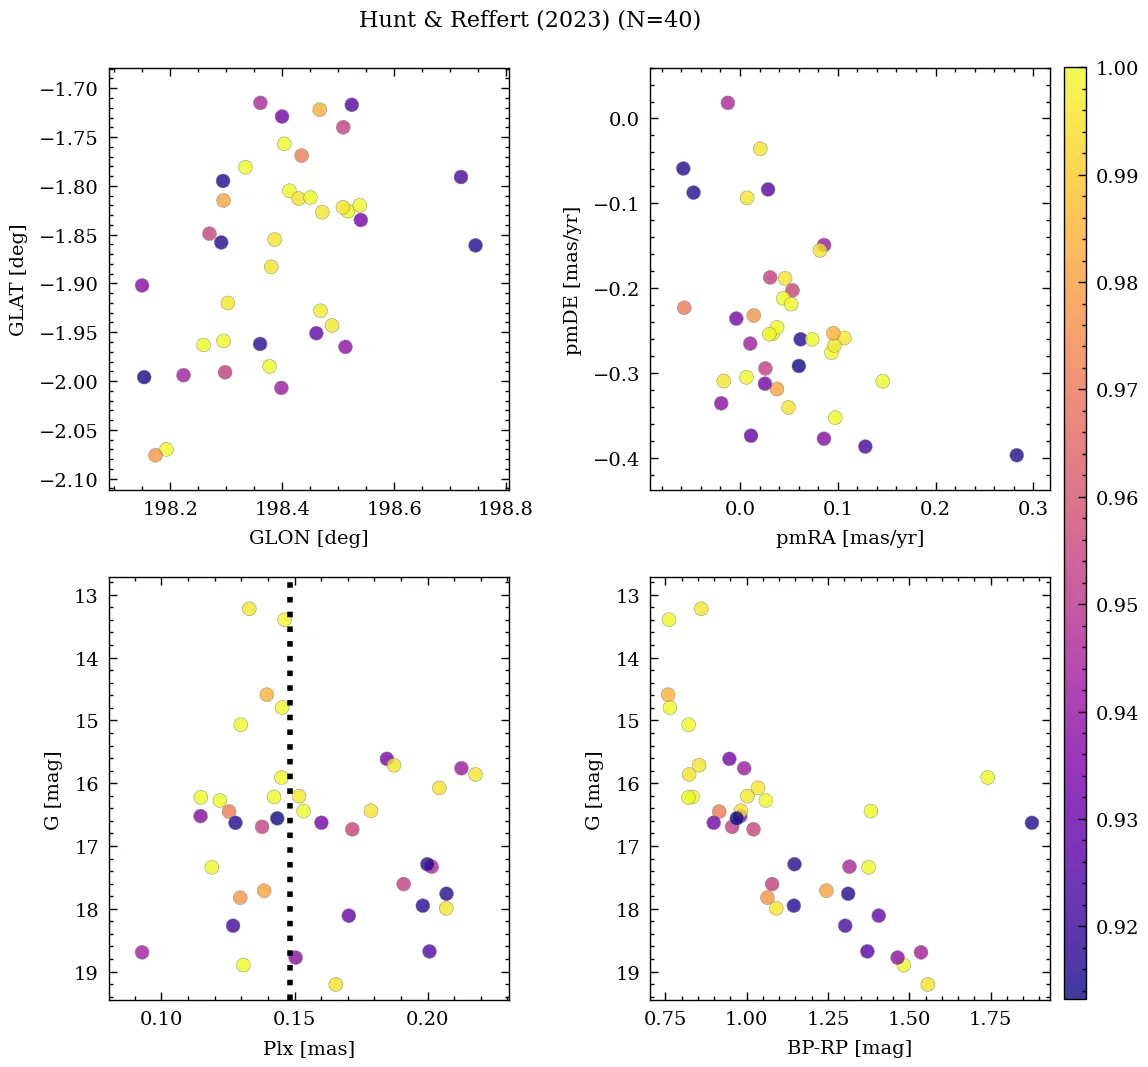 Hunt & Reffert (2023) (N=40)
−1.70
−1.75
−1.80
−1.85
−1.90
−1.95
−2.00
−2.05
−2.10
GLAT [deg]
198.2 198.4 198.6 198.8
GLON [deg]
0.0
−0.1
−0.2
−0.3
−0.4
pmDE [mas/yr]
0.0 0.1 0.2 0.3
pmRA [mas/yr]
13
14
15
16
17
18
19
G [mag]
0.10 0.15 0.20
Plx [mas]
13
14
15
16
17
18
19
G [mag]
0.75 1.00 1.25 1.50 1.75
BP-RP [mag]
1.00
0.99
0.98
0.97
0.96
0.95
0.94
0.93
0.92